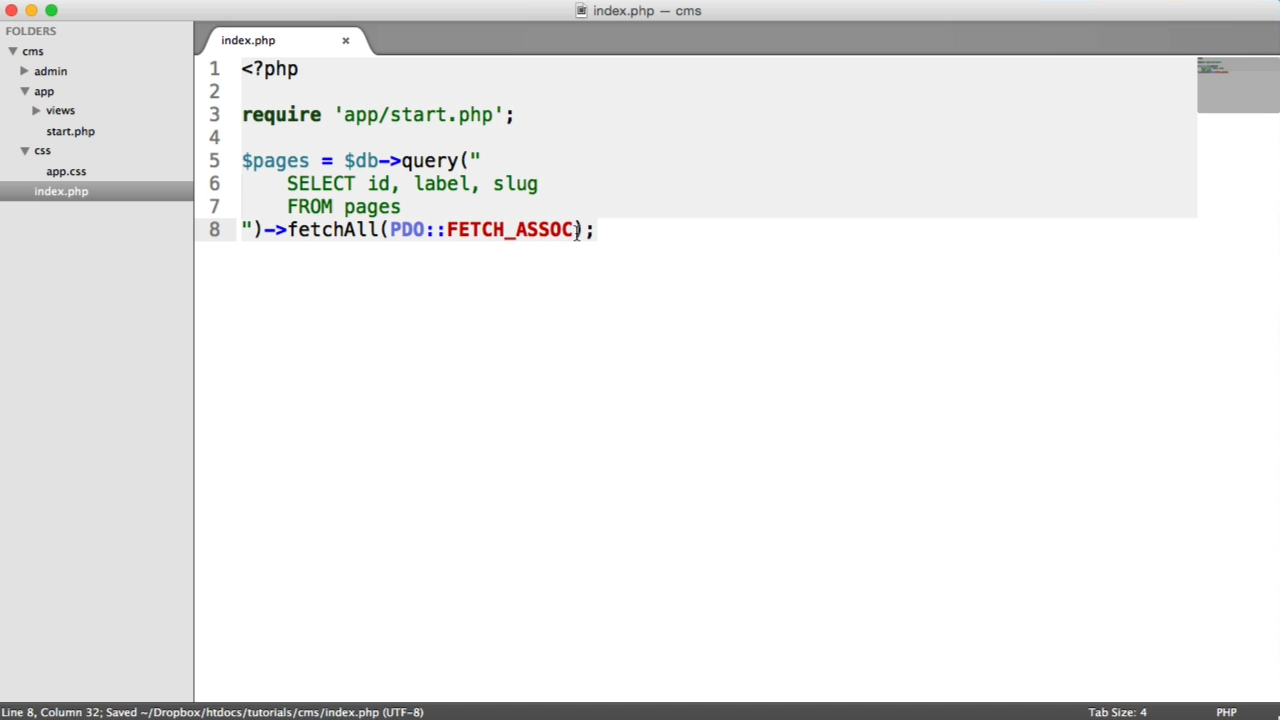 index.php — cms
FOLDERS
cms
admin
app
views
start.php
css
app.css
index.php
index.php
1 <?php
2
3 require 'app/start.php';
4
5 $pages = $db->query("
6 SELECT id, label, slug
7 FROM pages
8 ")->fetchAll(PDO::FETCH_ASSOC);
Line 8, Column 32; Saved ~/Dropbox/htdocs/tutorials/cms/index.php (UTF-8)
Tab Size: 4
PHP